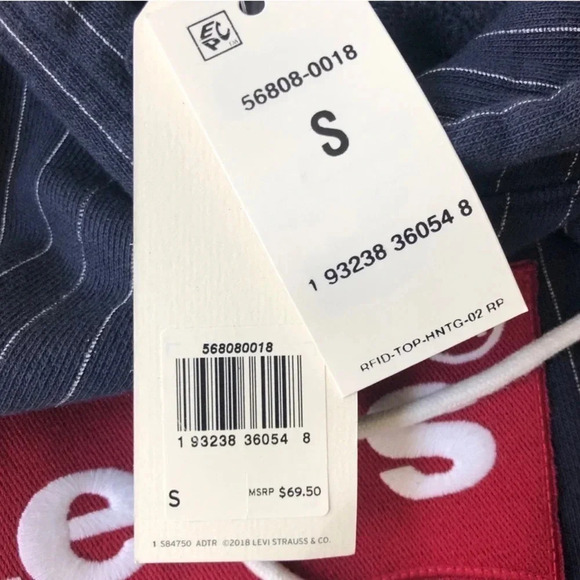 EPC
56808-0018
S
1 93238 36054 8
RFID-TOP-HNTG-02 RP
568080018
1 93238 36054 8
S MSRP $69.50
1 584750 ADTR ©2018 LEVI STRAUSS & CO.
e s ®